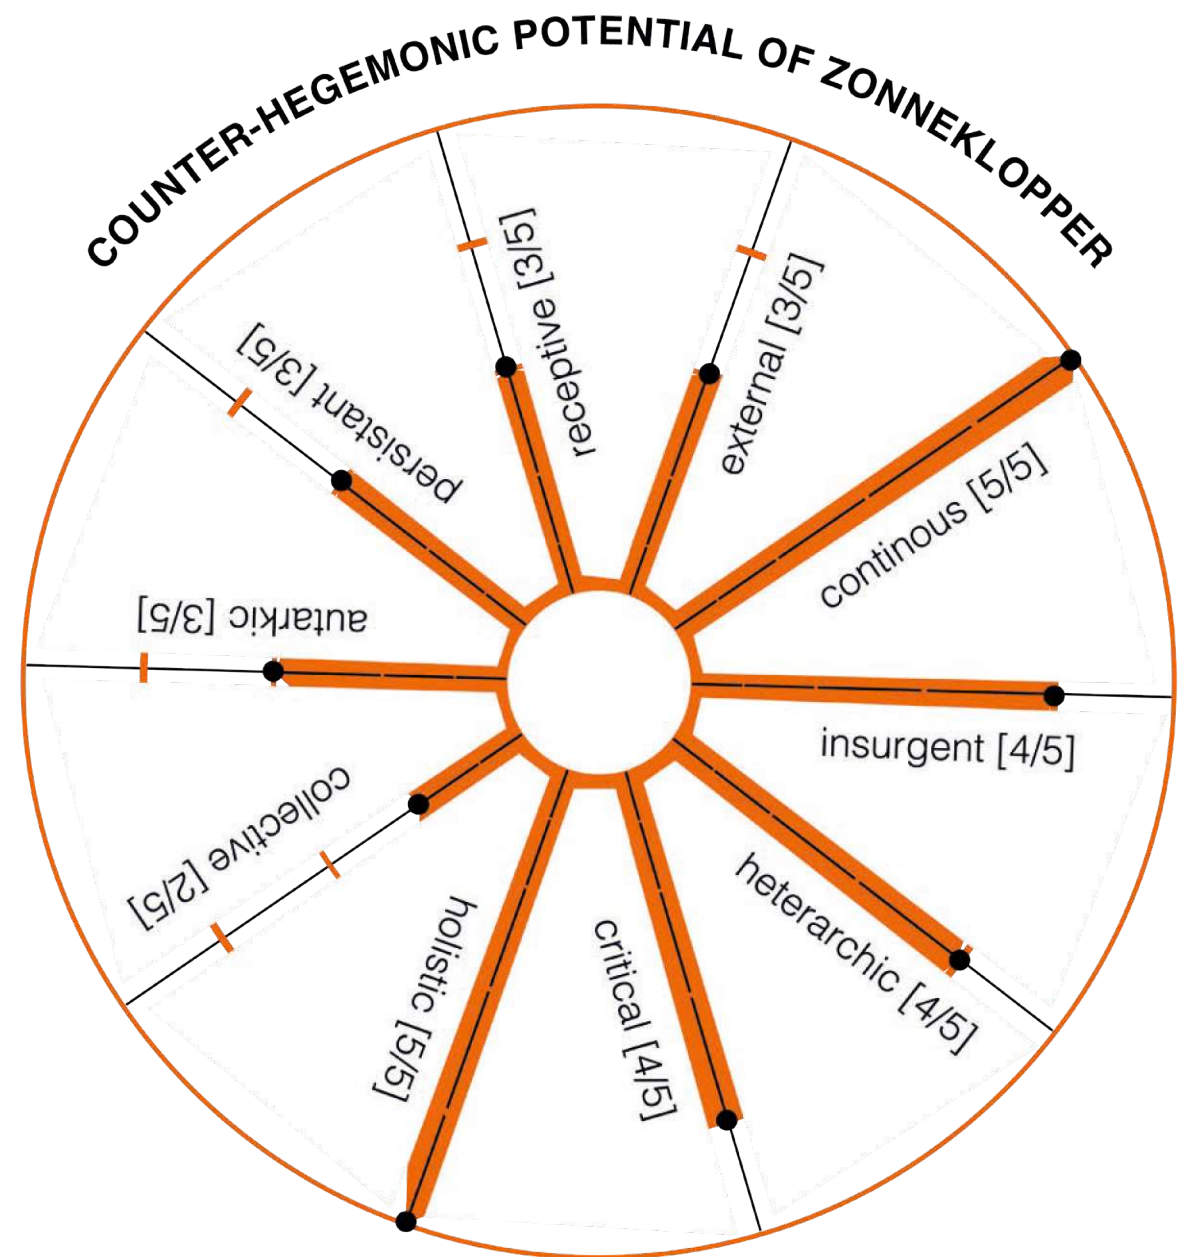 COUNTER-HEGEMONIC POTENTIAL OF ZONNEKLOPPER
receptive [3/5]
external [3/5]
continous [5/5]
insurgent [4/5]
heterarchic [4/5]
critical [4/5]
holistic [5/5]
collective [2/5]
autarkic [3/5]
persistant [3/5]